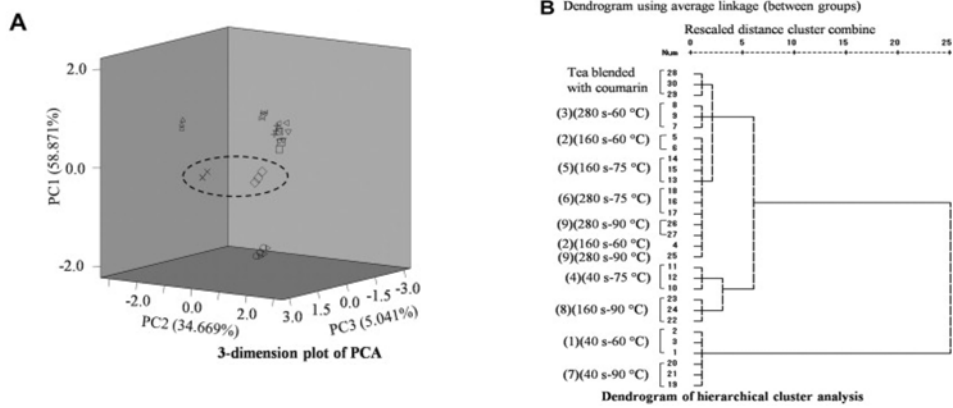 A
2.0
0.0
-2.0
PC1 (58.871%)
-2.0
0.0
2.0
PC2 (34.669%)
3.0
1.5
0.0
-1.5
-3.0
PC3 (5.041%)
3-dimension plot of PCA
B
Dendrogram using average linkage (between groups)
Rescaled distance cluster combine
0 5 10 15 20 25
Num
Tea blended
with coumarin
28
30
29
(3)(280 s-60 °C)
8
9
7
(2)(160 s-60 °C)
5
6
(5)(160 s-75 °C)
14
15
13
(6)(280 s-75 °C)
18
16
17
(9)(280 s-90 °C)
26
27
(2)(160 s-60 °C)
4
(9)(280 s-90 °C)
25
(4)(40 s-75 °C)
11
12
10
(8)(160 s-90 °C)
23
24
22
(1)(40 s-60 °C)
2
3
1
(7)(40 s-90 °C)
20
21
19
Dendrogram of hierarchical cluster analysis